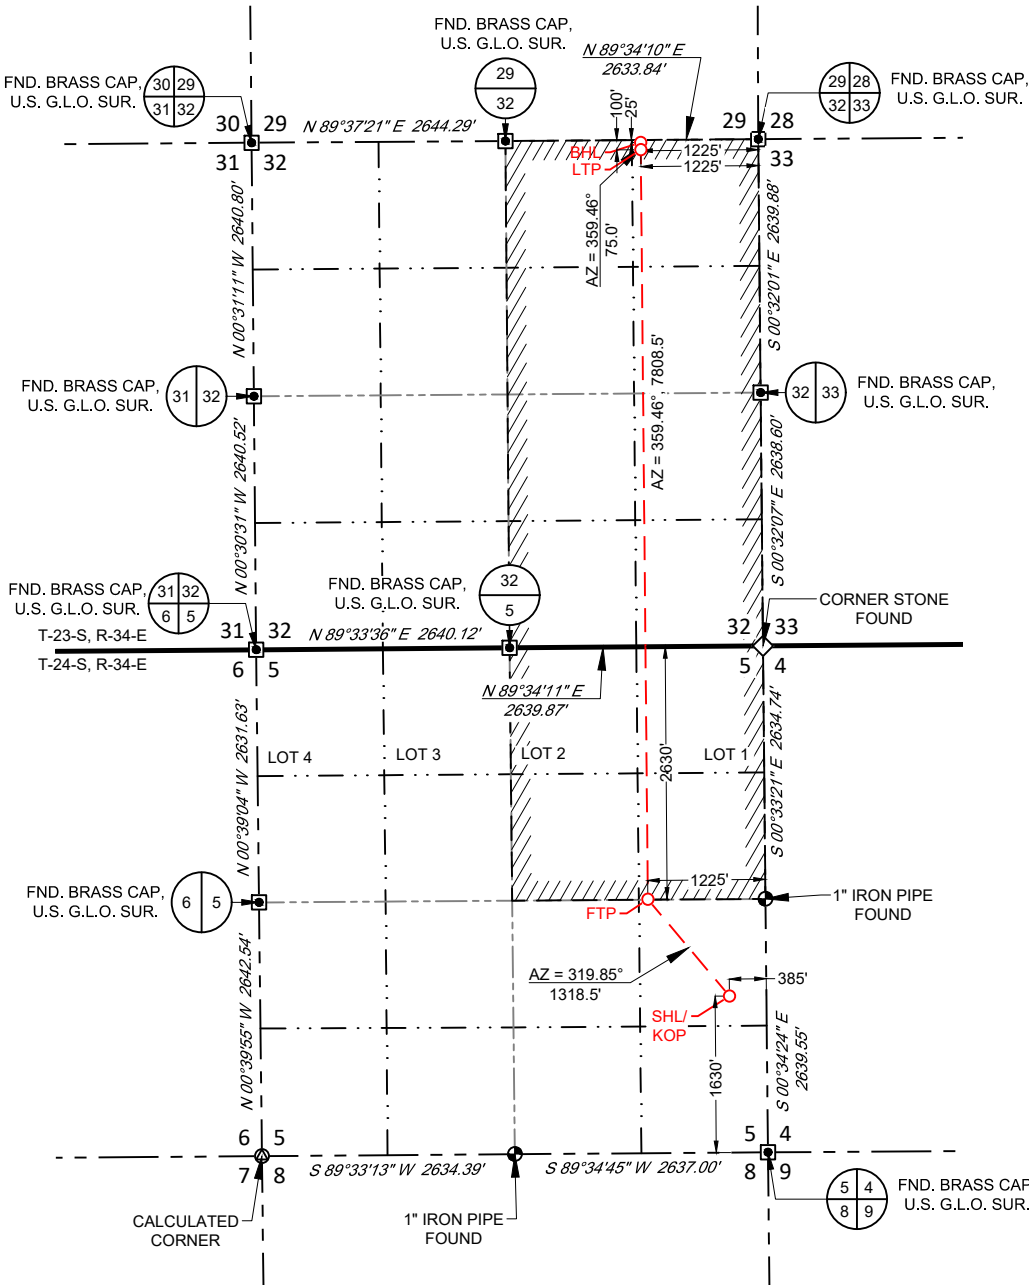 FND. BRASS CAP,
U.S. G.L.O. SUR.
N 89°34'10" E
2633.84'
FND. BRASS CAP,
U.S. G.L.O. SUR.
30 29
31 32
29
32
29 28
32 33
FND. BRASS CAP,
U.S. G.L.O. SUR.
100'
25'
30 29
N 89°37'21" E 2644.29'
29 28
31 32
BHL
LTP
1225'
1225'
33
N 00°31'11" W 2640.80'
AZ = 359.46°
75.0'
S 00°32'01" E 2639.88'
FND. BRASS CAP,
U.S. G.L.O. SUR.
31 32
32 33
FND. BRASS CAP,
U.S. G.L.O. SUR.
AZ = 359.46° 7808.5'
N 00°30'31" W 2640.52'
S 00°32'07" E 2638.60'
FND. BRASS CAP,
U.S. G.L.O. SUR.
31 32
6 5
FND. BRASS CAP,
U.S. G.L.O. SUR.
32
5
CORNER STONE
FOUND
T-23-S, R-34-E
31 32
N 89°33'36" E 2640.12'
32 33
T-24-S, R-34-E
6 5
5 4
N 89°34'11" E
2639.87'
N 00°39'04" W 2631.63'
LOT 4
LOT 3
LOT 2
LOT 1
2630'
S 00°33'21" E 2634.74'
FND. BRASS CAP,
U.S. G.L.O. SUR.
6 5
1225'
FTP
1" IRON PIPE
FOUND
N 00°39'55" W 2642.54'
AZ = 319.85°
1318.5'
385'
SHL/
KOP
1630'
S 00°34'24" E
2639.55'
6 5
7 8
S 89°33'13" W 2634.39'
S 89°34'45" W 2637.00'
5 4
8 9
CALCULATED
CORNER
1" IRON PIPE
FOUND
5 4
8 9
FND. BRASS CAP
U.S. G.L.O. SUR.